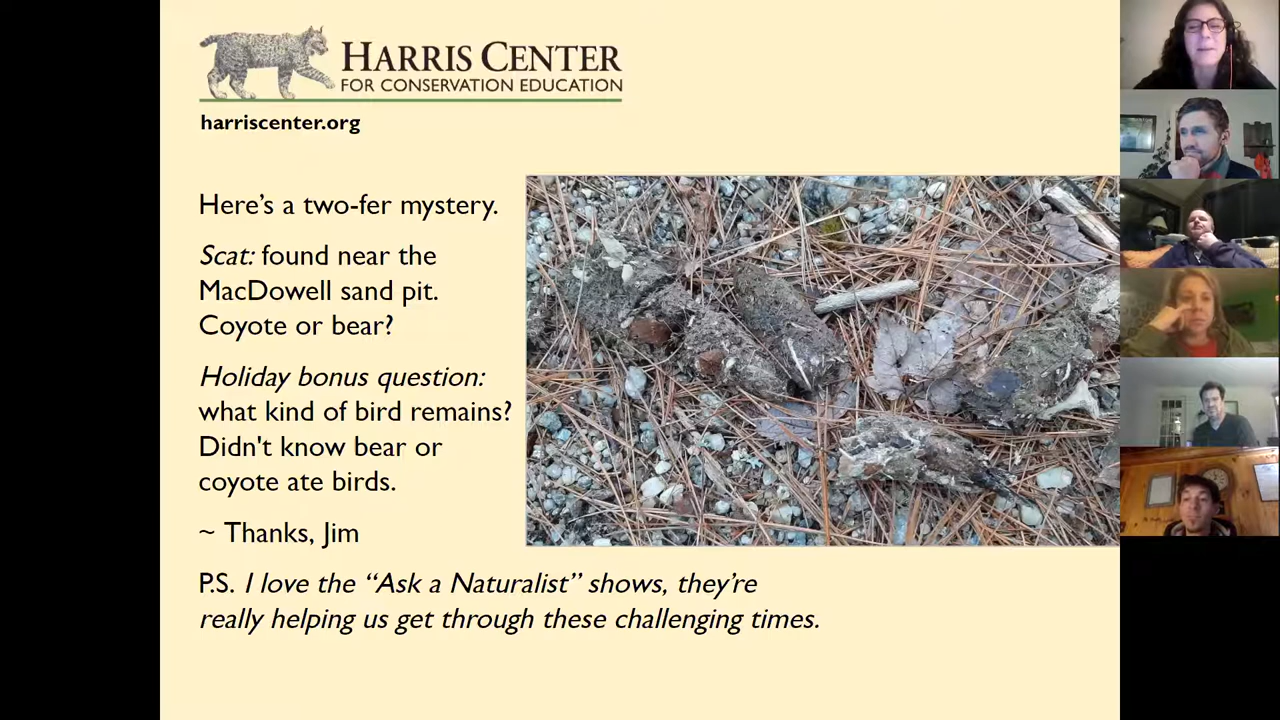 HARRIS CENTER
FOR CONSERVATION EDUCATION
harriscenter.org
Here’s a two-fer mystery.
Scat: found near the
MacDowell sand pit.
Coyote or bear?
Holiday bonus question:
what kind of bird remains?
Didn't know bear or
coyote ate birds.
~ Thanks, Jim
P.S. I love the “Ask a Naturalist” shows, they’re
really helping us get through these challenging times.